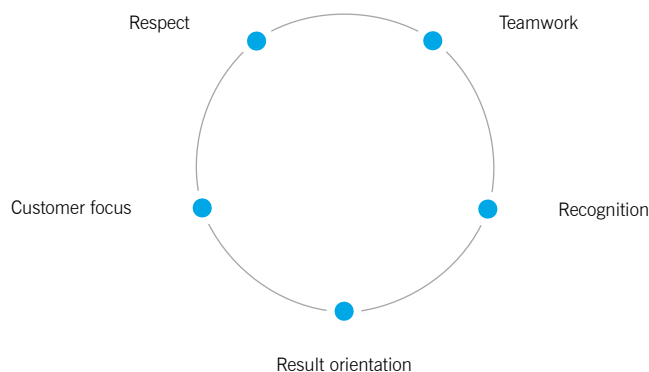 Respect
Teamwork
Customer focus
Recognition
Result orientation